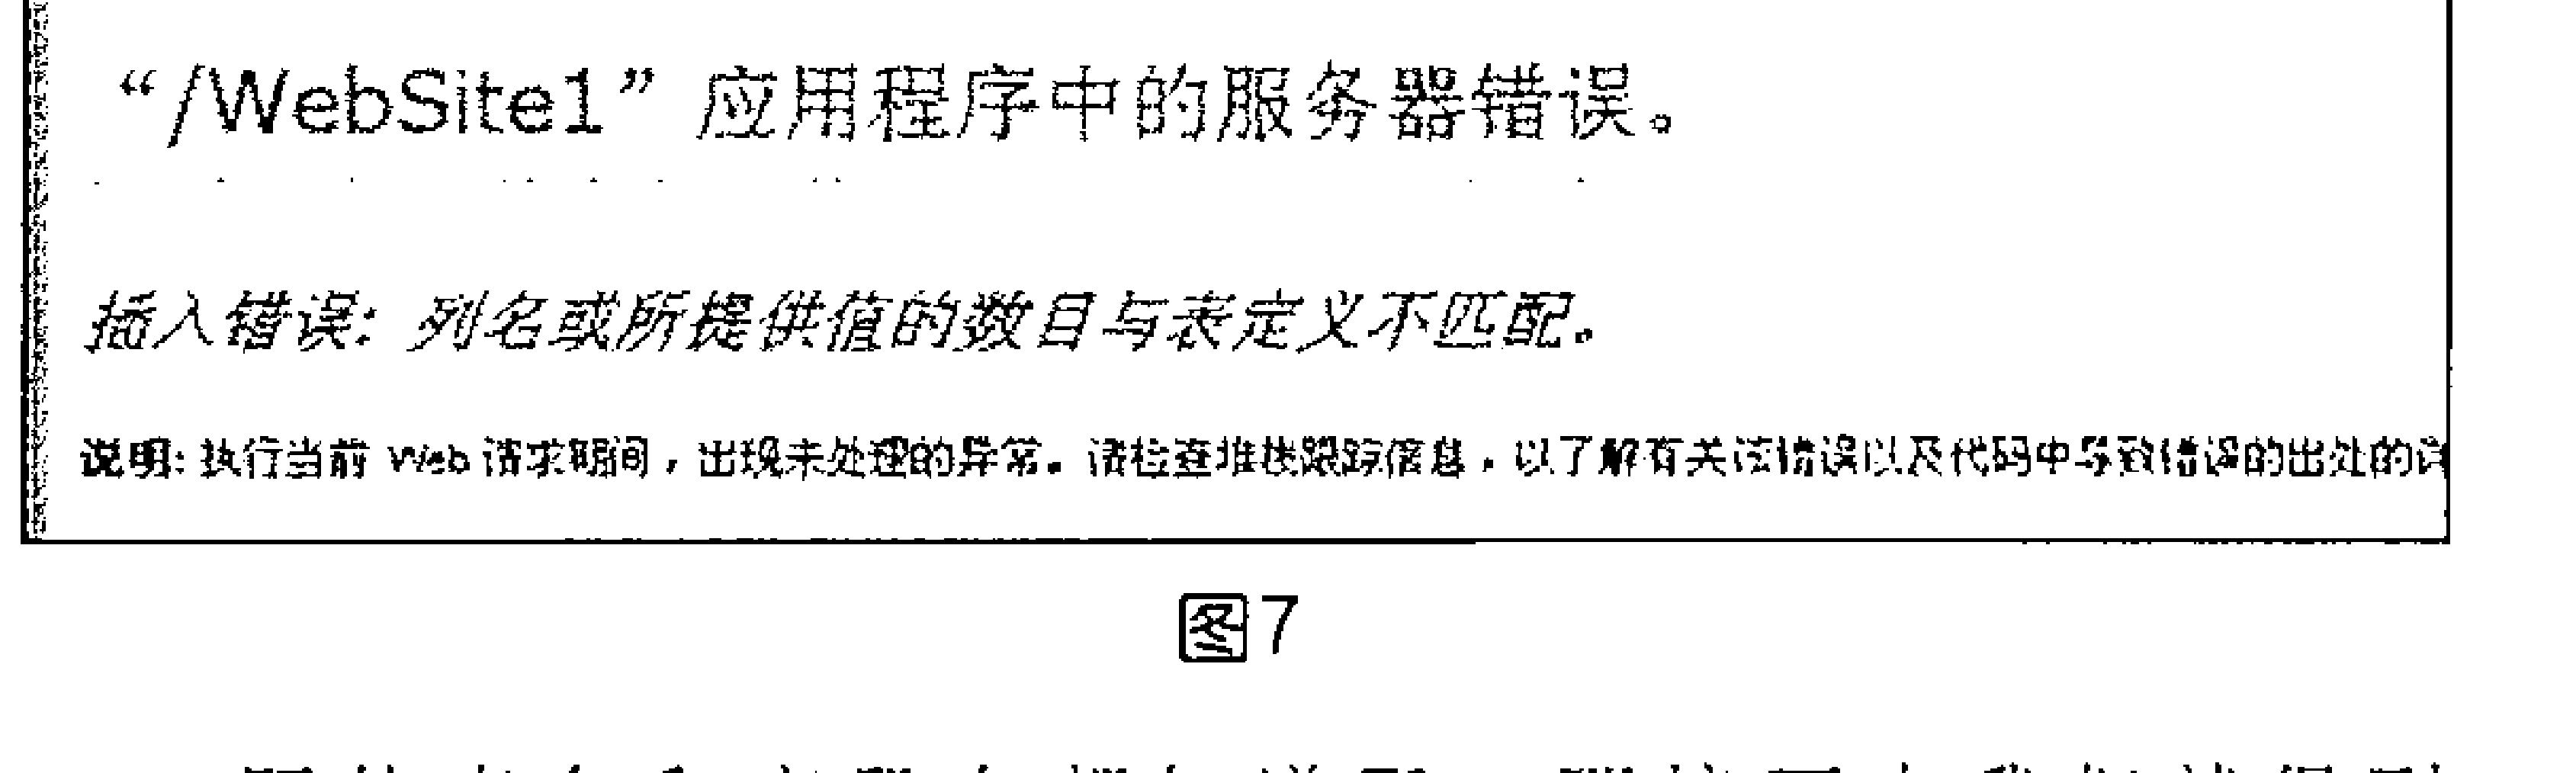 “/WebSite1” 应用程序中的服务器错误。
插入错误: 列名或所提供值的数目与表定义不匹配。
说明: 执行当前 Web 请求期间，出现未处理的异常。请检查堆栈跟踪信息，以了解有关该错误以及代码中导致错误的出处的详
图7